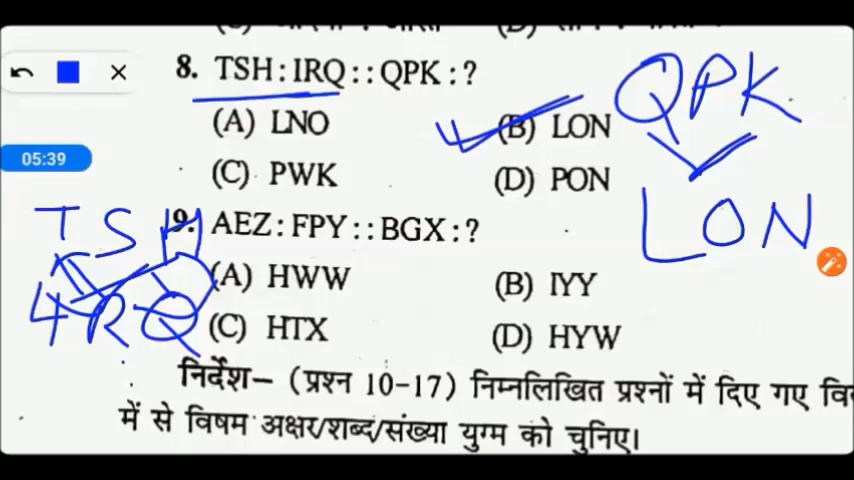 8. TSH : IRQ : : QPK : ?
(A) LNO (B) LON
(C) PWK (D) PON
9. AEZ : FPY : : BGX : ?
(A) HWW (B) IYY
(C) HTX (D) HYW
निर्देश– (प्रश्न 10-17) निम्नलिखित प्रश्नों में दिए गए
में से विषम अक्षर/शब्द/संख्या युग्म को चुनिए।
05:39
QPK
LON
TSH
RQ